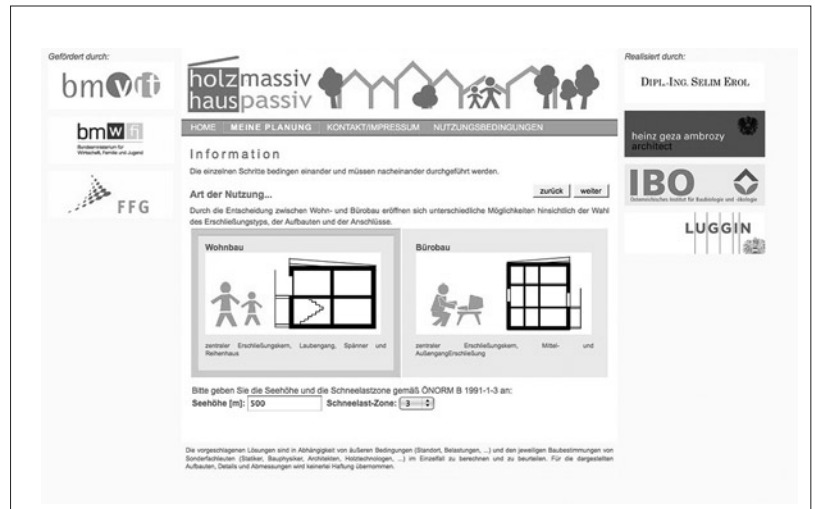 Gefördert durch:
bmvit
bmwfj
Bundesministerium für
Wirtschaft, Familie und Jugend
FFG
holzmassiv
hauspassiv
HOME MEINE PLANUNG KONTAKT/IMPRESSUM NUTZUNGSBEDINGUNGEN
Information
Die einzelnen Schritte bedingen einander und müssen nacheinander durchgeführt werden.
Art der Nutzung...
zurück weiter
Durch die Entscheidung zwischen Wohn- und Bürobau eröffnen sich unterschiedliche Möglichkeiten hinsichtlich der Wahl
des Erschließungstyps, der Aufbauten und der Anschlüsse.
Wohnbau
zentraler Erschließungskern, Laubengang, Spänner und
Reihenhaus
Bürobau
zentraler Erschließungskern, Mittel- und
AußengangErschließung
Bitte geben Sie die Seehöhe und die Schneelastzone gemäß ÖNORM B 1991-1-3 an:
Seehöhe [m]: 500 Schneelast-Zone: 3
Die vorgeschlagenen Lösungen sind in Abhängigkeit von äußeren Bedingungen (Standort, Belastungen, ...) und den jeweiligen Baubestimmungen von
Sonderfachleuten (Statiker, Bauphysiker, Architekten, Holztechnologen, ...) im Einzelfall zu berechnen und zu beurteilen. Für die dargestellten
Aufbauten, Details und Abmessungen wird keinerlei Haftung übernommen.
Realisiert durch:
DIPL.-ING. SELIM EROL
heinz geza ambrozy
architect
IBO
Österreichisches Institut für Baubiologie und -ökologie
LUGGIN